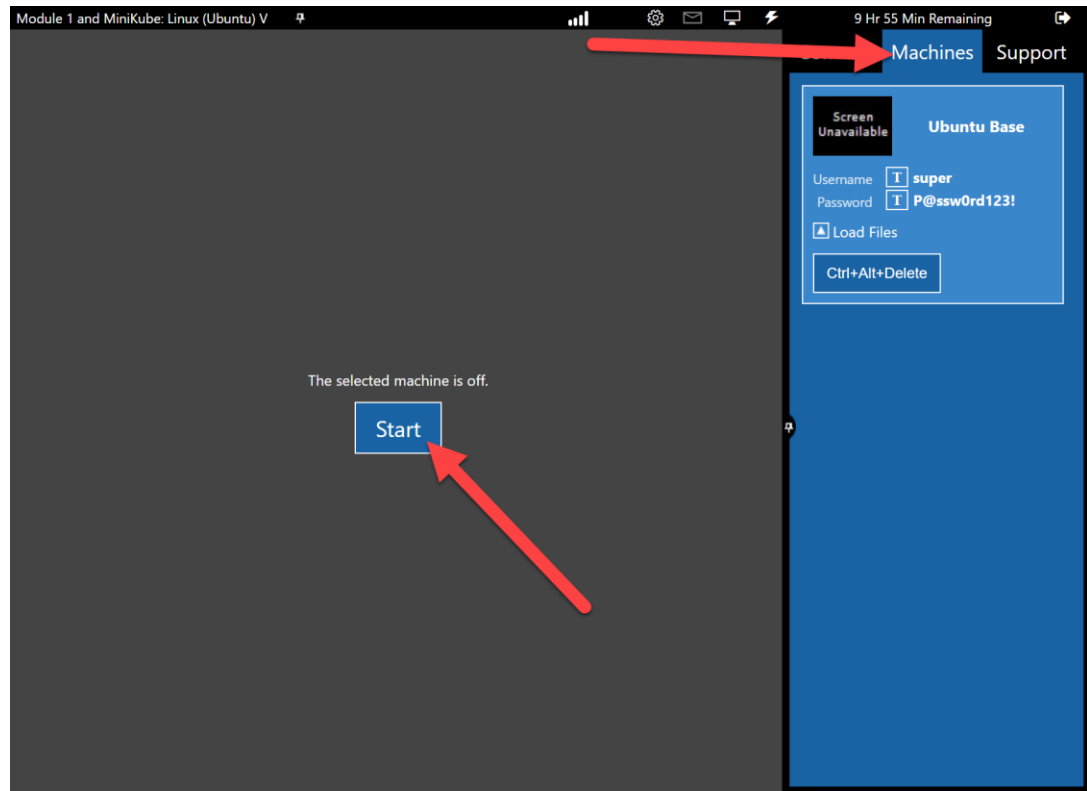 Module 1 and MiniKube: Linux (Ubuntu) V
9 Hr 55 Min Remaining
Machines
Support
Screen
Unavailable
Ubuntu Base
Username T super
Password T P@ssw0rd123!
Load Files
Ctrl+Alt+Delete
The selected machine is off.
Start